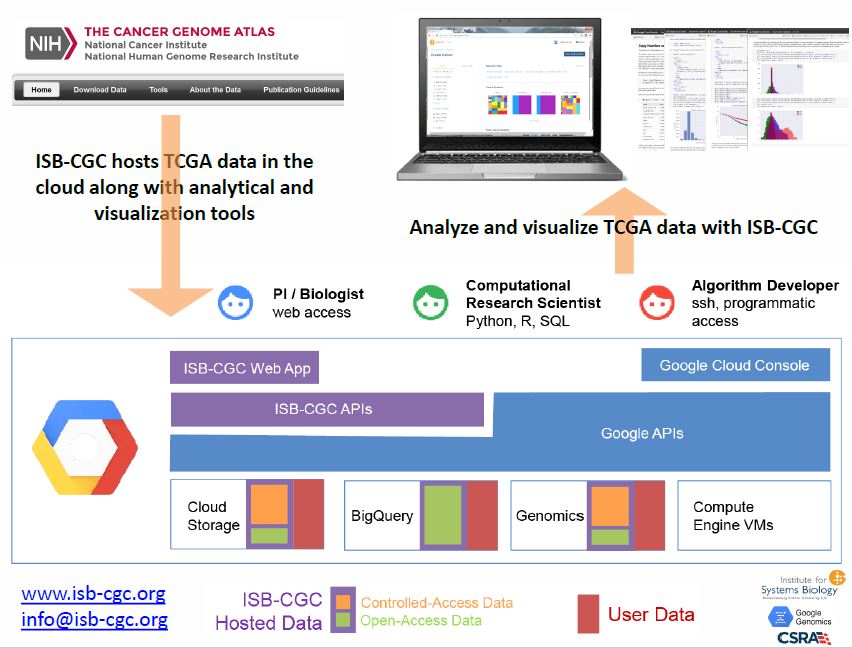 NIH
THE CANCER GENOME ATLAS
National Cancer Institute
National Human Genome Research Institute
Home Download Data Tools About the Data Publication Guidelines
ISB-CGC hosts TCGA data in the
cloud along with analytical and
visualization tools
Analyze and visualize TCGA data with ISB-CGC
PI / Biologist
web access
Computational
Research Scientist
Python, R, SQL
Algorithm Developer
ssh, programmatic
access
ISB-CGC Web App
Google Cloud Console
ISB-CGC APIs
Google APIs
Cloud
Storage
BigQuery
Genomics
Compute
Engine VMs
www.isb-cgc.org
info@isb-cgc.org
ISB-CGC
Hosted Data
Controlled-Access Data
Open-Access Data
User Data
Institute for
Systems Biology
Google
Genomics
CSRA